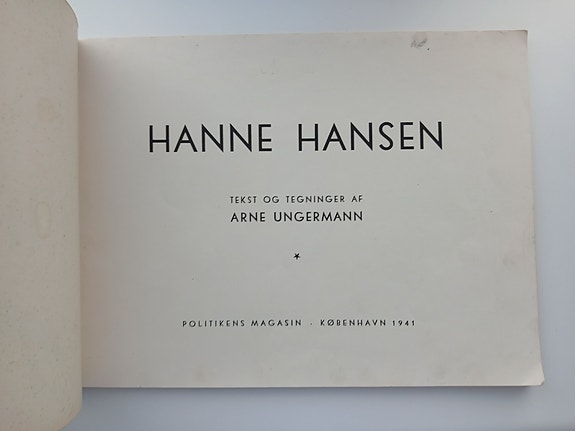 HANNE HANSEN
TEKST OG TEGNINGER AF
ARNE UNGERMANN
POLITIKENS MAGASIN · KØBENHAVN 1941